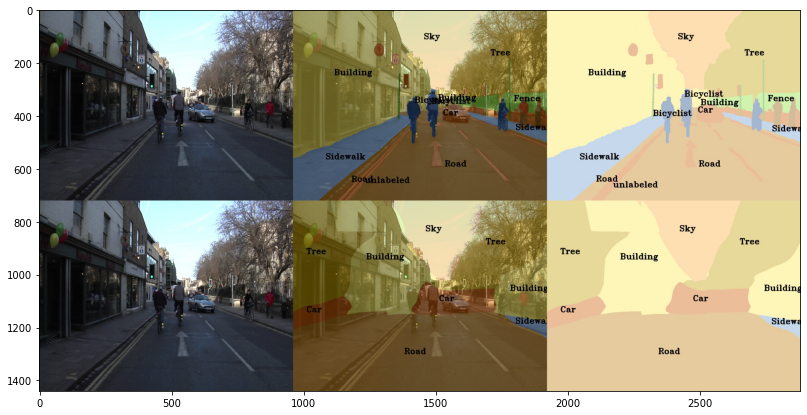 0
200
400
600
800
1000
1200
1400
0
500
1000
1500
2000
2500
Sky
Tree
Building
Building
Fence
Car
Sidewalk
Road
Road
unlabeled
Sky
Tree
Building
Bicyclist
Building
Fence
Bicyclist
Car
Sidewalk
Road
Road
unlabeled
Sky
Tree
Tree
Building
Building
Car
Car
Sidewalk
Road
Sky
Tree
Tree
Building
Building
Car
Car
Sidewalk
Road